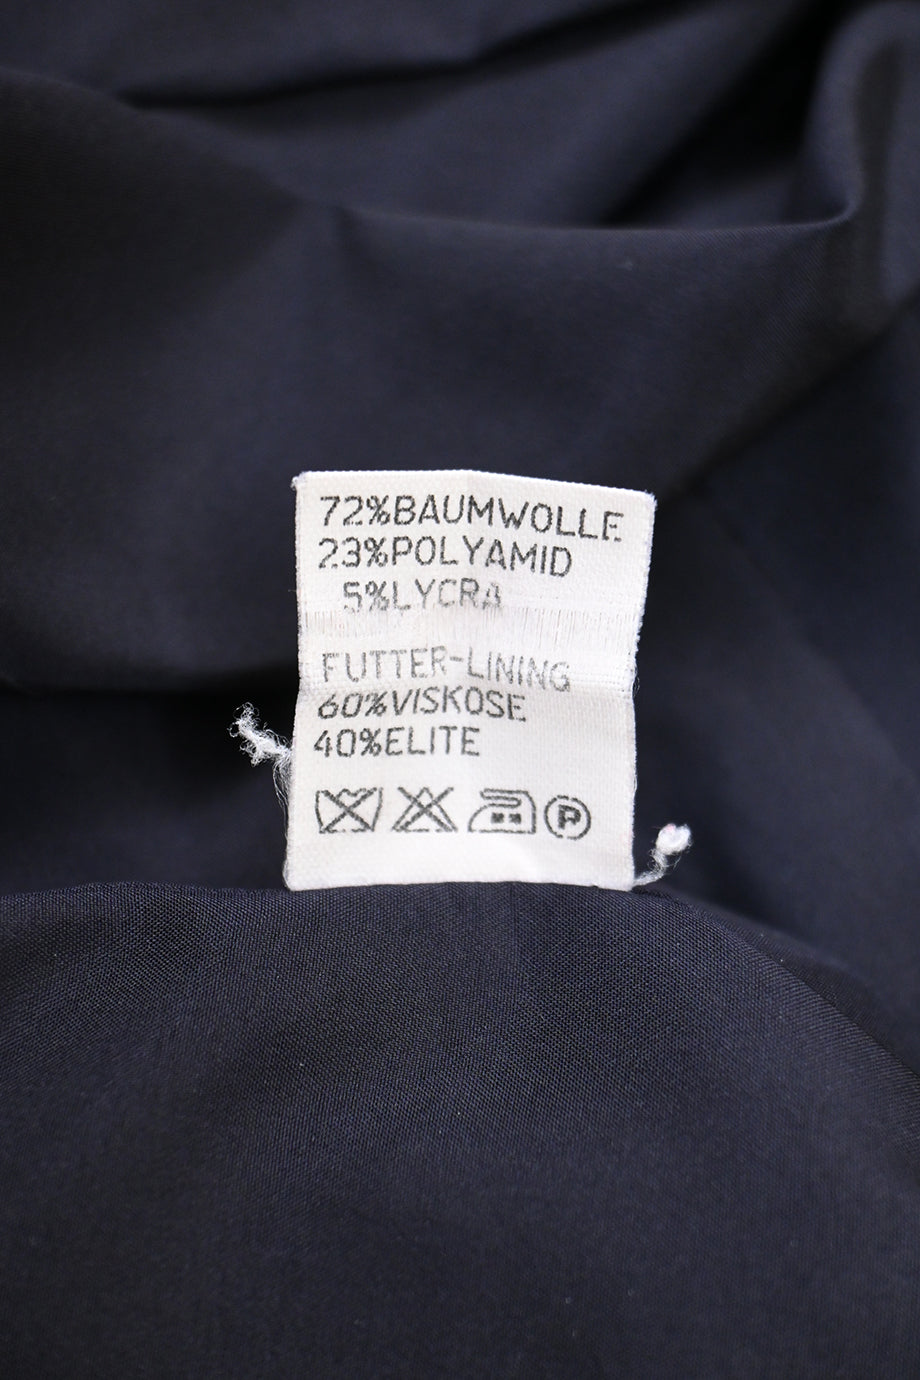 72%BAUMWOLLE
23%POLYAMID
5%LYCRA
FUTTER-LINING
60%VISKOSE
40%ELITE
P